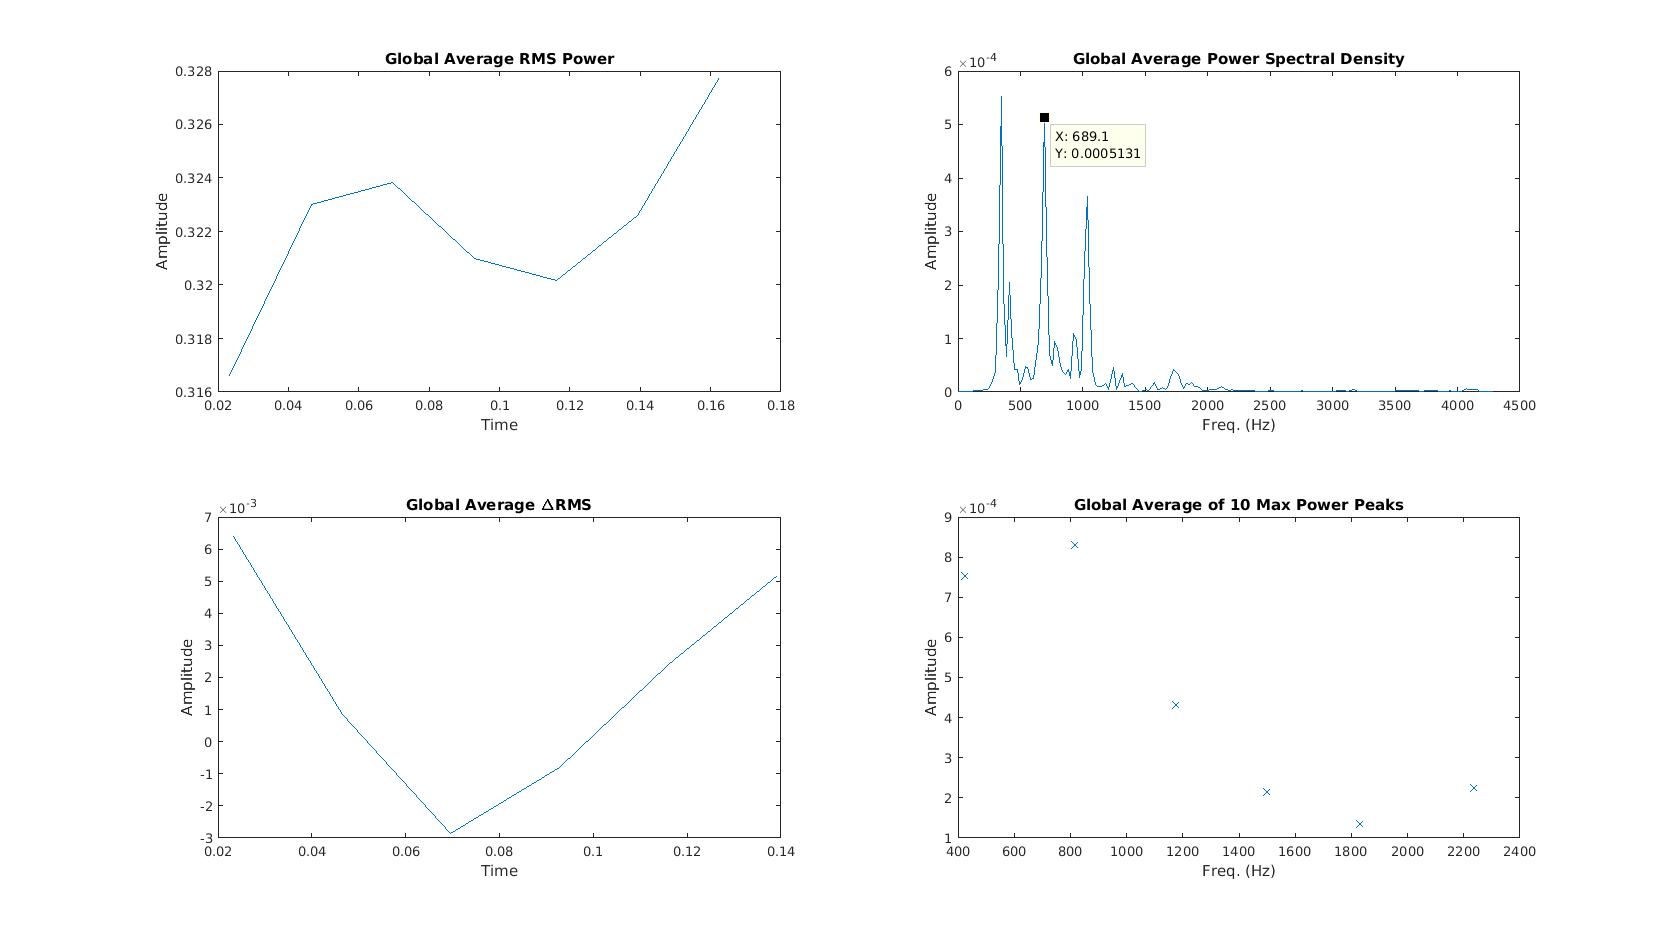 Global Average RMS Power
0.328
0.326
0.324
0.322
0.32
0.318
0.316
Amplitude
0.02 0.04 0.06 0.08 0.1 0.12 0.14 0.16 0.18
Time
Global Average Power Spectral Density
×10⁻⁴
6
5
4
3
2
1
0
Amplitude
X: 689.1
Y: 0.0005131
0 500 1000 1500 2000 2500 3000 3500 4000 4500
Freq. (Hz)
Global Average ΔRMS
×10⁻³
7
6
5
4
3
2
1
0
-1
-2
-3
Amplitude
0.02 0.04 0.06 0.08 0.1 0.12 0.14
Time
Global Average of 10 Max Power Peaks
×10⁻⁴
9
8
7
6
5
4
3
2
1
Amplitude
400 600 800 1000 1200 1400 1600 1800 2000 2200 2400
Freq. (Hz)